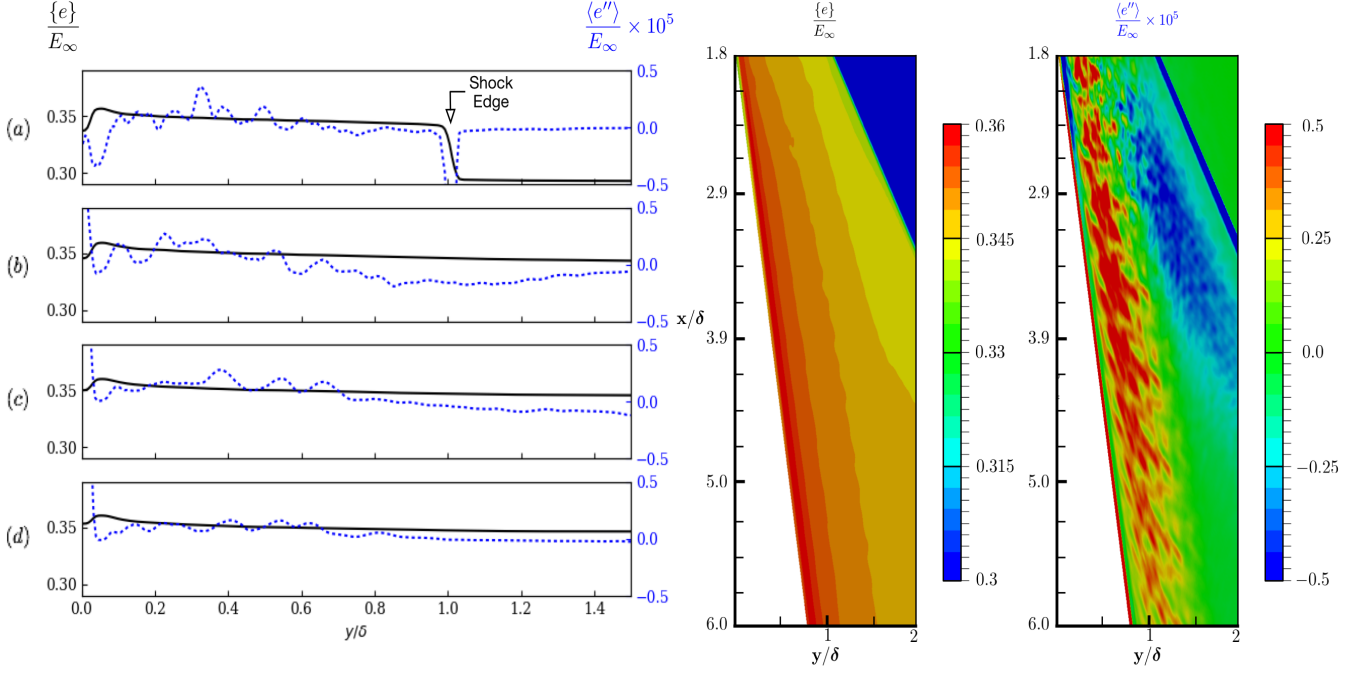 {e}
E∞
⟨e''⟩
E∞ × 10⁵
(a)
0.35
0.30
Shock
Edge
0.5
0.0
−0.5
(b)
0.35
0.30
0.5
0.0
−0.5
(c)
0.35
0.30
0.5
0.0
−0.5
(d)
0.35
0.30
0.5
0.0
−0.5
0.0 0.2 0.4 0.6 0.8 1.0 1.2 1.4
y/δ
{e}
E∞
1.8
2.9
x/δ
3.9
5.0
6.0
1 2
y/δ
0.36
0.345
0.33
0.315
0.3
⟨e''⟩
E∞ × 10⁵
1.8
2.9
3.9
5.0
6.0
1 2
y/δ
0.5
0.25
0.0
−0.25
−0.5